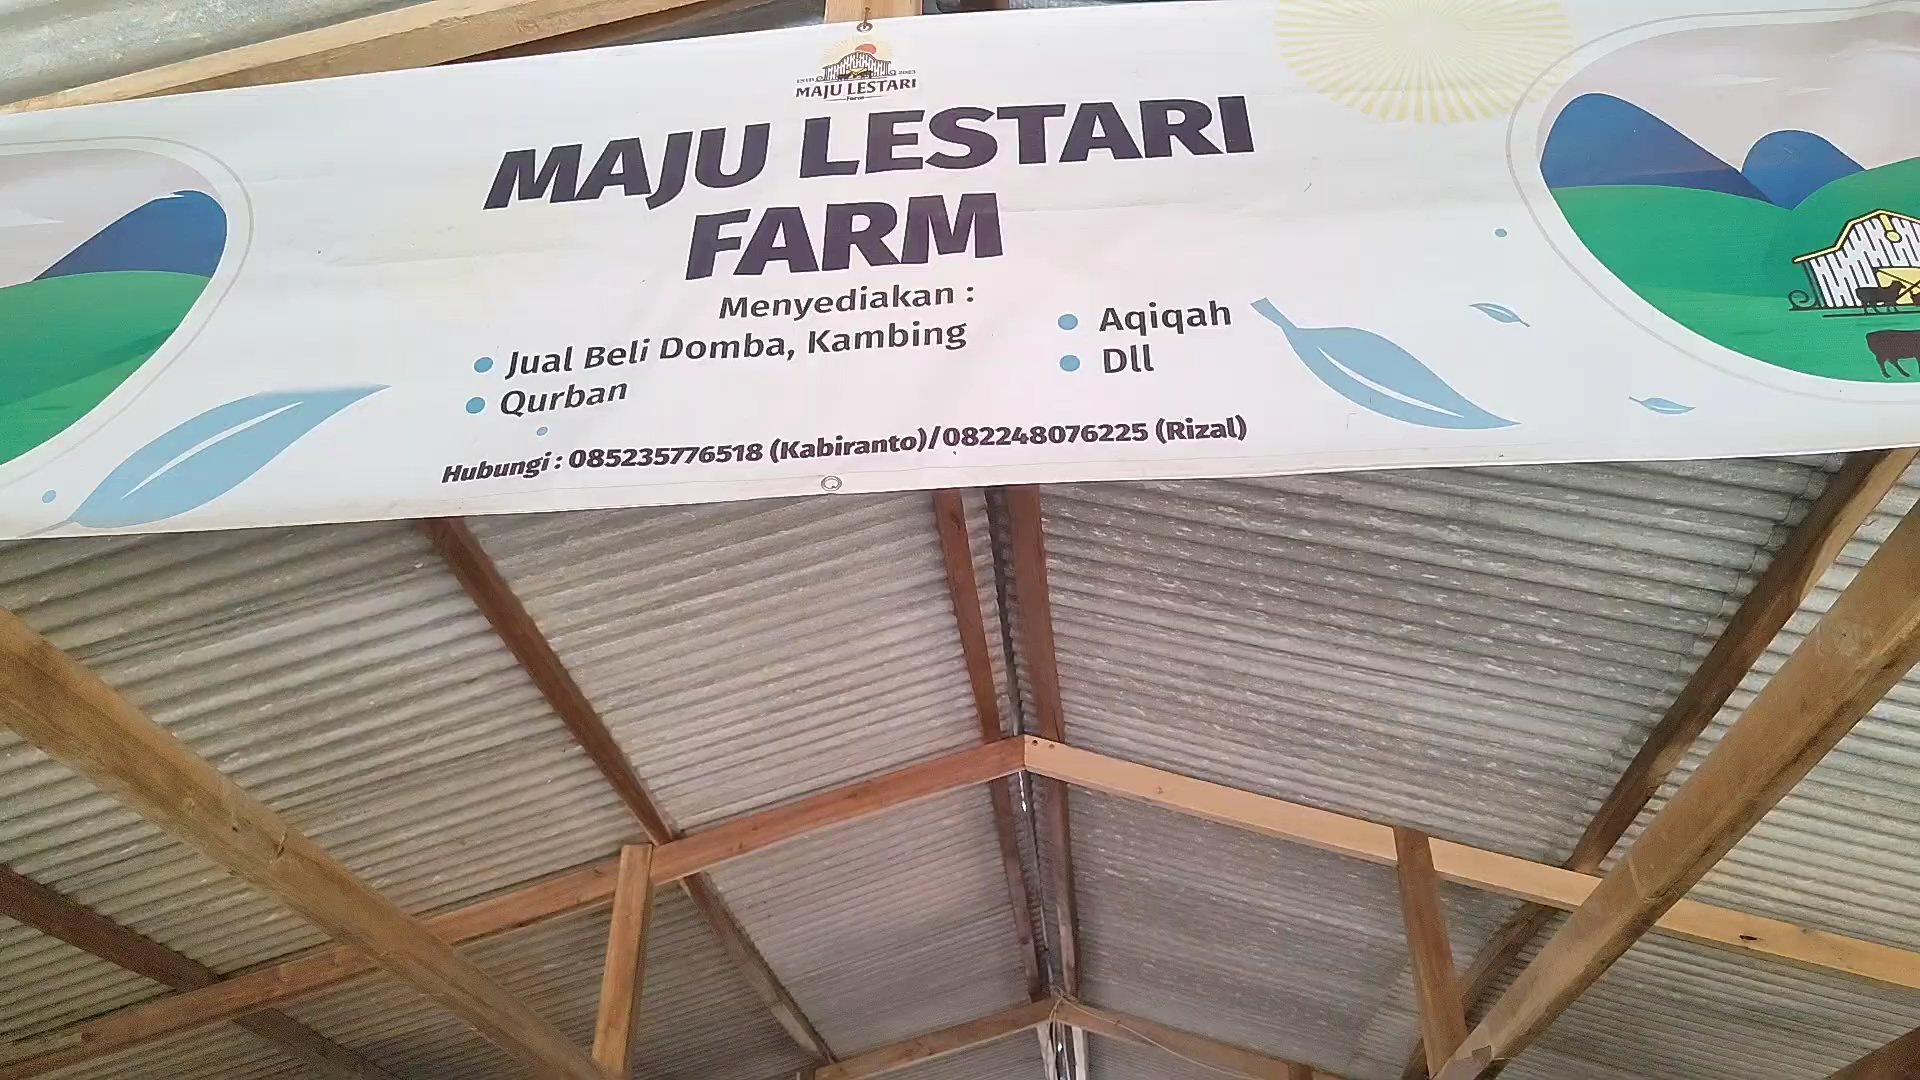 2023
MAJU LESTARI
Farm
MAJU LESTARI
FARM
Menyediakan :
• Jual Beli Domba, Kambing
• Qurban
• Aqiqah
• Dll
Hubungi : 085235776518 (Kabiranto)/082248076225 (Rizal)